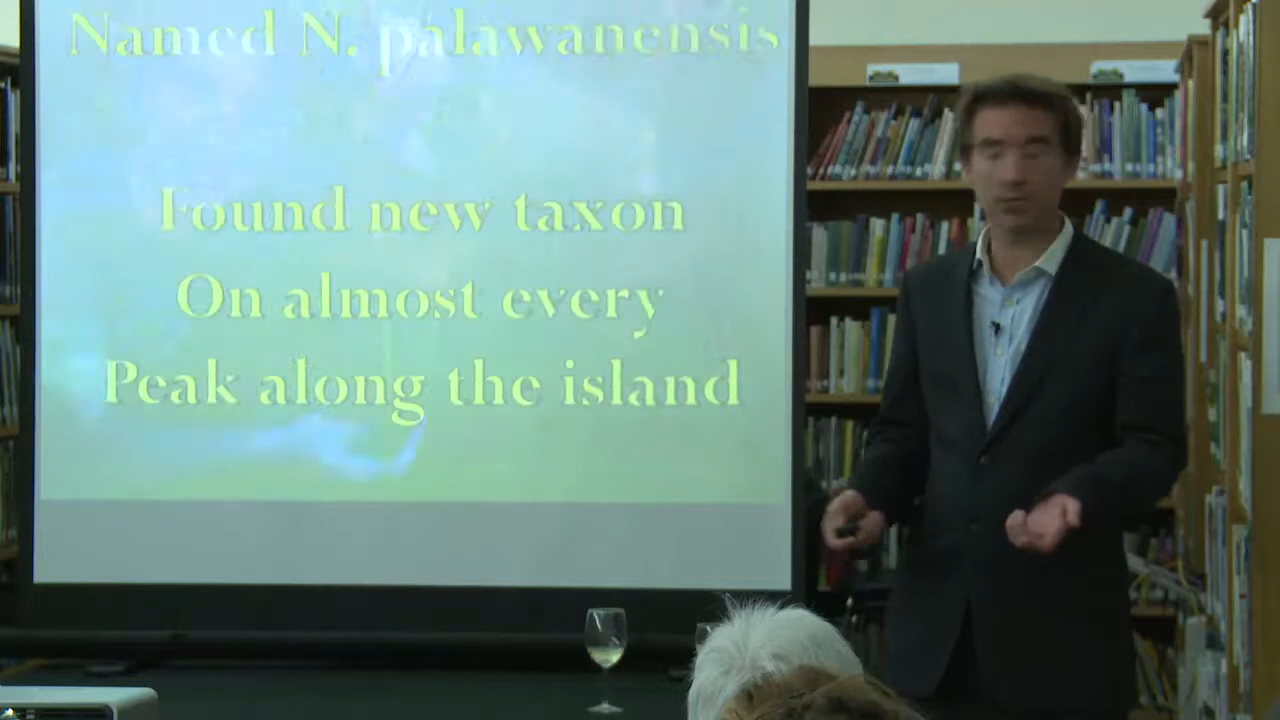 Named N. palawanensis
Found new taxon
On almost every
Peak along the island